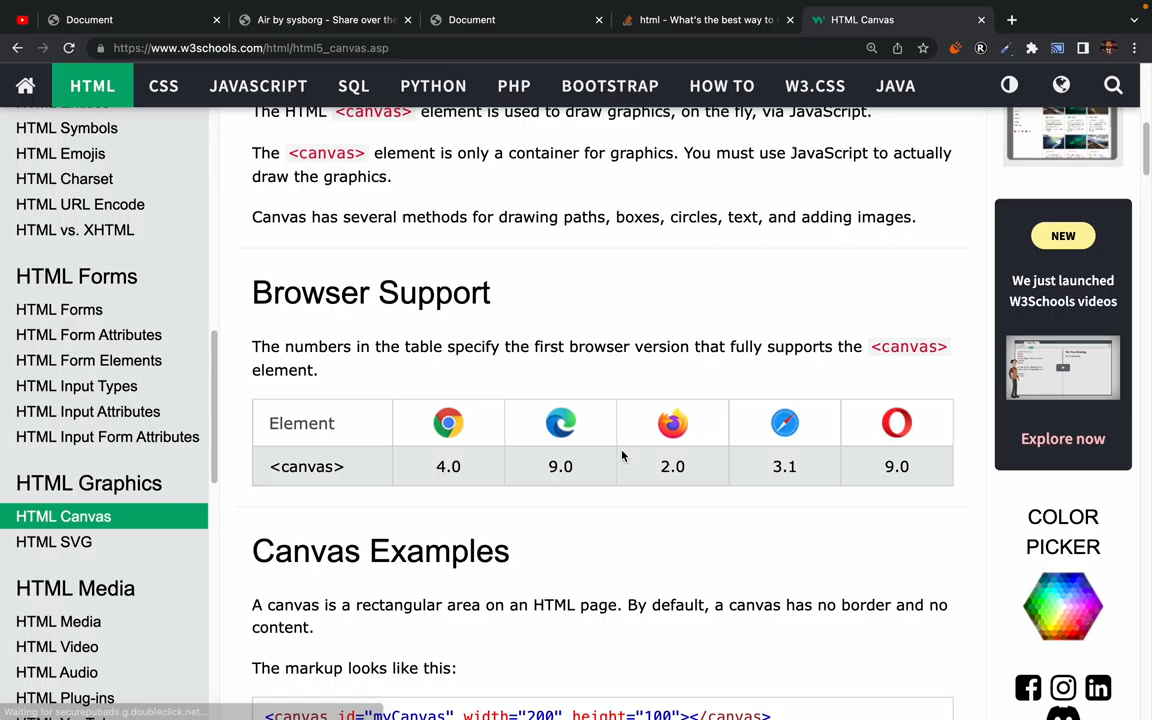 Document
Air by sysborg - Share over the
Document
html - What's the best way to
HTML Canvas
https://www.w3schools.com/html/html5_canvas.asp
HTML
CSS
JAVASCRIPT
SQL
PYTHON
PHP
BOOTSTRAP
HOW TO
W3.CSS
JAVA
HTML Symbols
HTML Emojis
HTML Charset
HTML URL Encode
HTML vs. XHTML
HTML Forms
HTML Forms
HTML Form Attributes
HTML Form Elements
HTML Input Types
HTML Input Attributes
HTML Input Form Attributes
HTML Graphics
HTML Canvas
HTML SVG
HTML Media
HTML Media
HTML Video
HTML Audio
HTML Plug-ins
Waiting for securepubads.g.doubleclick.net...
The HTML <canvas> element is used to draw graphics, on the fly, via JavaScript.
The <canvas> element is only a container for graphics. You must use JavaScript to actually
draw the graphics.
Canvas has several methods for drawing paths, boxes, circles, text, and adding images.
Browser Support
The numbers in the table specify the first browser version that fully supports the <canvas>
element.
Element
<canvas> 4.0 9.0 2.0 3.1 9.0
Canvas Examples
A canvas is a rectangular area on an HTML page. By default, a canvas has no border and no
content.
The markup looks like this:
<canvas id="myCanvas" width="200" height="100"></canvas>
NEW
We just launched
W3Schools videos
Explore now
COLOR
PICKER